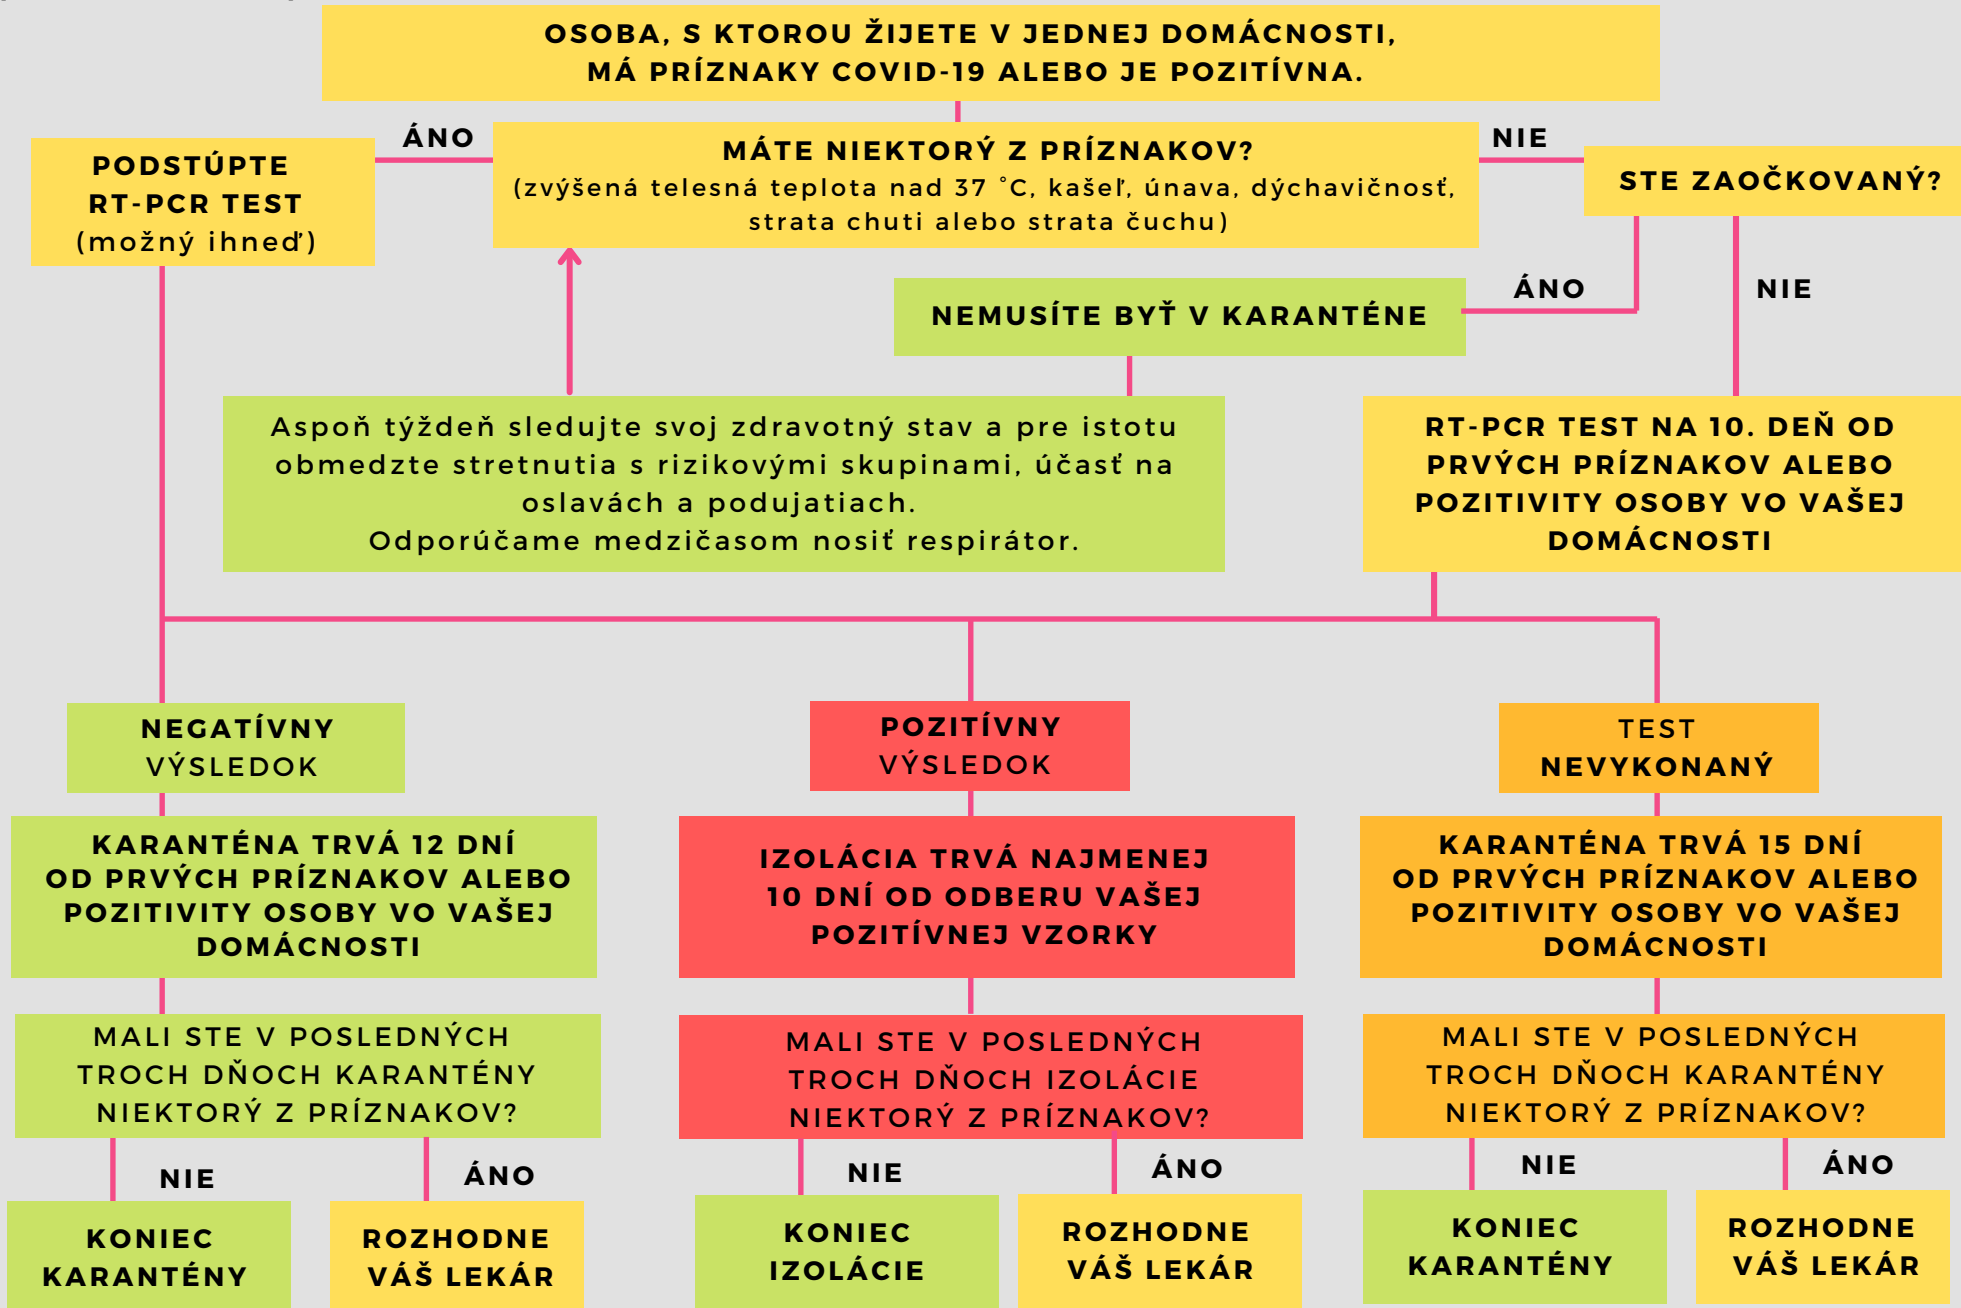 OSOBA, S KTOROU ŽIJETE V JEDNEJ DOMÁCNOSTI,
MÁ PRÍZNAKY COVID-19 ALEBO JE POZITÍVNA.
ÁNO
NIE
PODSTÚPTE
RT-PCR TEST
(možný ihneď)
MÁTE NIEKTORÝ Z PRÍZNAKOV?
(zvýšená telesná teplota nad 37 °C, kašeľ, únava, dýchavičnosť,
strata chuti alebo strata čuchu)
STE ZAOČKOVANÝ?
ÁNO
NIE
NEMUSÍTE BYŤ V KARANTÉNE
Aspoň týždeň sledujte svoj zdravotný stav a pre istotu
obmedzte stretnutia s rizikovými skupinami, účasť na
oslavách a podujatiach.
Odporúčame medzičasom nosiť respirátor.
RT-PCR TEST NA 10. DEŇ OD
PRVÝCH PRÍZNAKOV ALEBO
POZITIVITY OSOBY VO VAŠEJ
DOMÁCNOSTI
NEGATÍVNY
VÝSLEDOK
POZITÍVNY
VÝSLEDOK
TEST
NEVYKONANÝ
KARANTÉNA TRVÁ 12 DNÍ
OD PRVÝCH PRÍZNAKOV ALEBO
POZITIVITY OSOBY VO VAŠEJ
DOMÁCNOSTI
IZOLÁCIA TRVÁ NAJMENEJ
10 DNÍ OD ODBERU VAŠEJ
POZITÍVNEJ VZORKY
KARANTÉNA TRVÁ 15 DNÍ
OD PRVÝCH PRÍZNAKOV ALEBO
POZITIVITY OSOBY VO VAŠEJ
DOMÁCNOSTI
MALI STE V POSLEDNÝCH
TROCH DŇOCH KARANTÉNY
NIEKTORÝ Z PRÍZNAKOV?
MALI STE V POSLEDNÝCH
TROCH DŇOCH IZOLÁCIE
NIEKTORÝ Z PRÍZNAKOV?
MALI STE V POSLEDNÝCH
TROCH DŇOCH KARANTÉNY
NIEKTORÝ Z PRÍZNAKOV?
NIE
ÁNO
NIE
ÁNO
NIE
ÁNO
KONIEC
KARANTÉNY
ROZHODNE
VÁŠ LEKÁR
KONIEC
IZOLÁCIE
ROZHODNE
VÁŠ LEKÁR
KONIEC
KARANTÉNY
ROZHODNE
VÁŠ LEKÁR